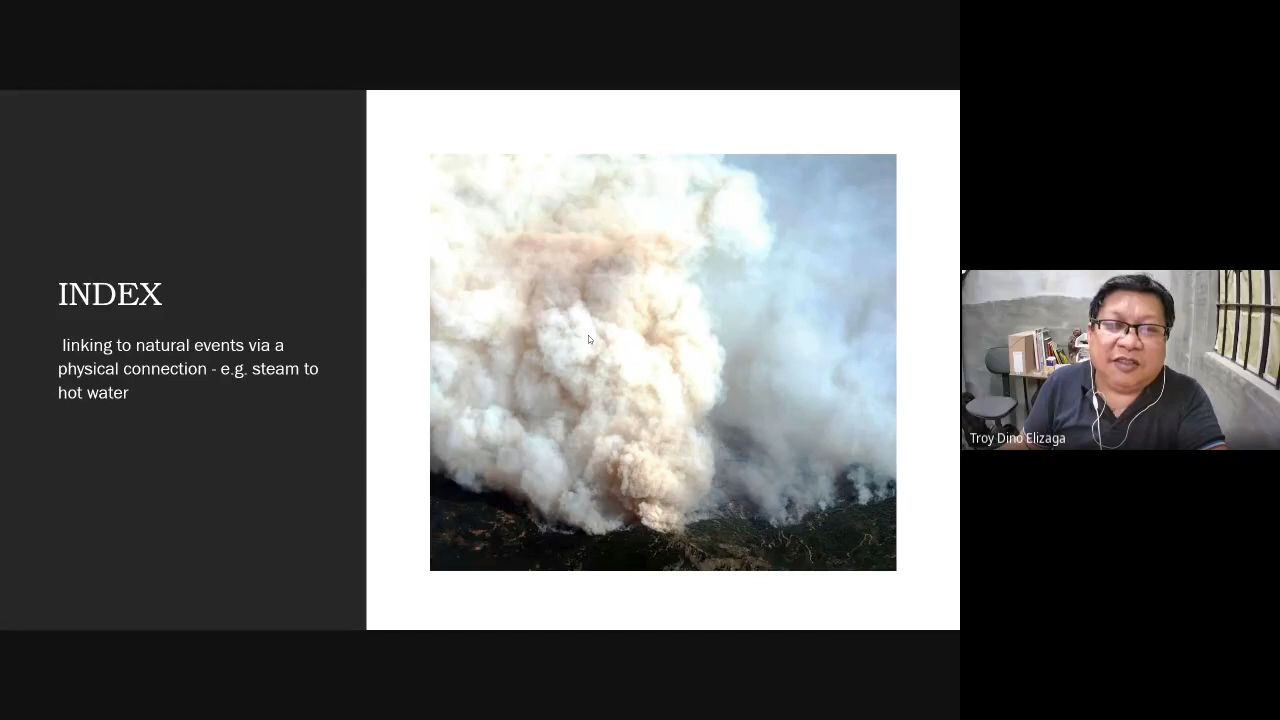 INDEX
linking to natural events via a
physical connection - e.g. steam to
hot water
Troy Dino Elizaga